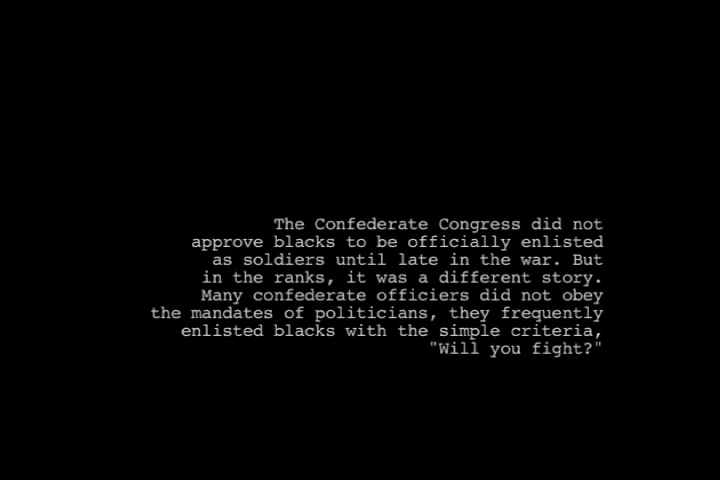 The Confederate Congress did not
approve blacks to be officially enlisted
as soldiers until late in the war. But
in the ranks, it was a different story.
Many confederate officiers did not obey
the mandates of politicians, they frequently
enlisted blacks with the simple criteria,
"Will you fight?"